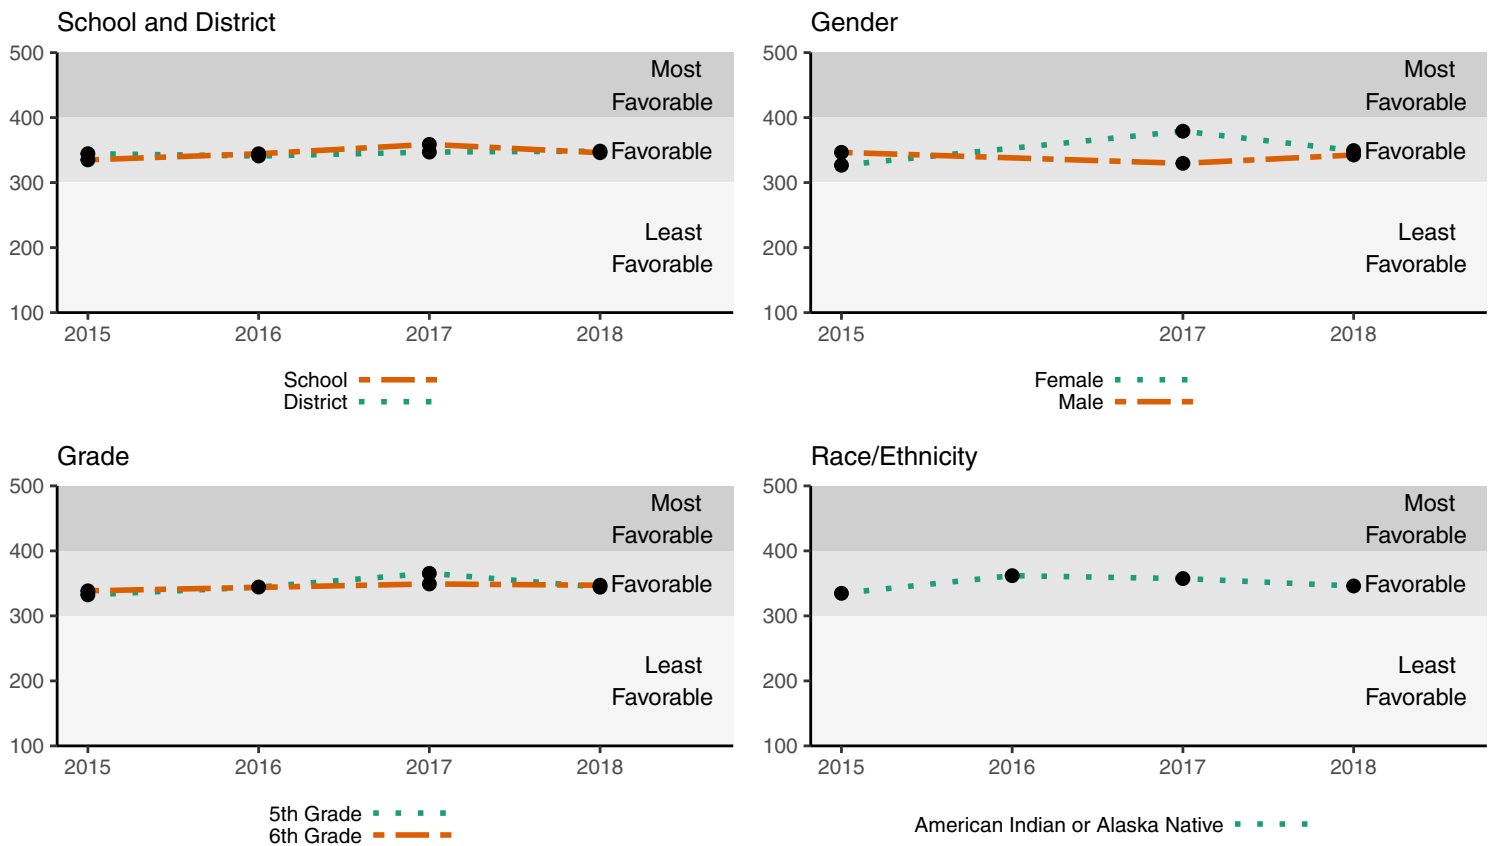 School and District
500
400
300
200
100
Most
Favorable
Favorable
Least
Favorable
2015 2016 2017 2018
School
District
Gender
500
400
300
200
100
Most
Favorable
Favorable
Least
Favorable
2015 2017 2018
Female
Male
Grade
500
400
300
200
100
Most
Favorable
Favorable
Least
Favorable
2015 2016 2017 2018
5th Grade
6th Grade
Race/Ethnicity
500
400
300
200
100
Most
Favorable
Favorable
Least
Favorable
2015 2016 2017 2018
American Indian or Alaska Native